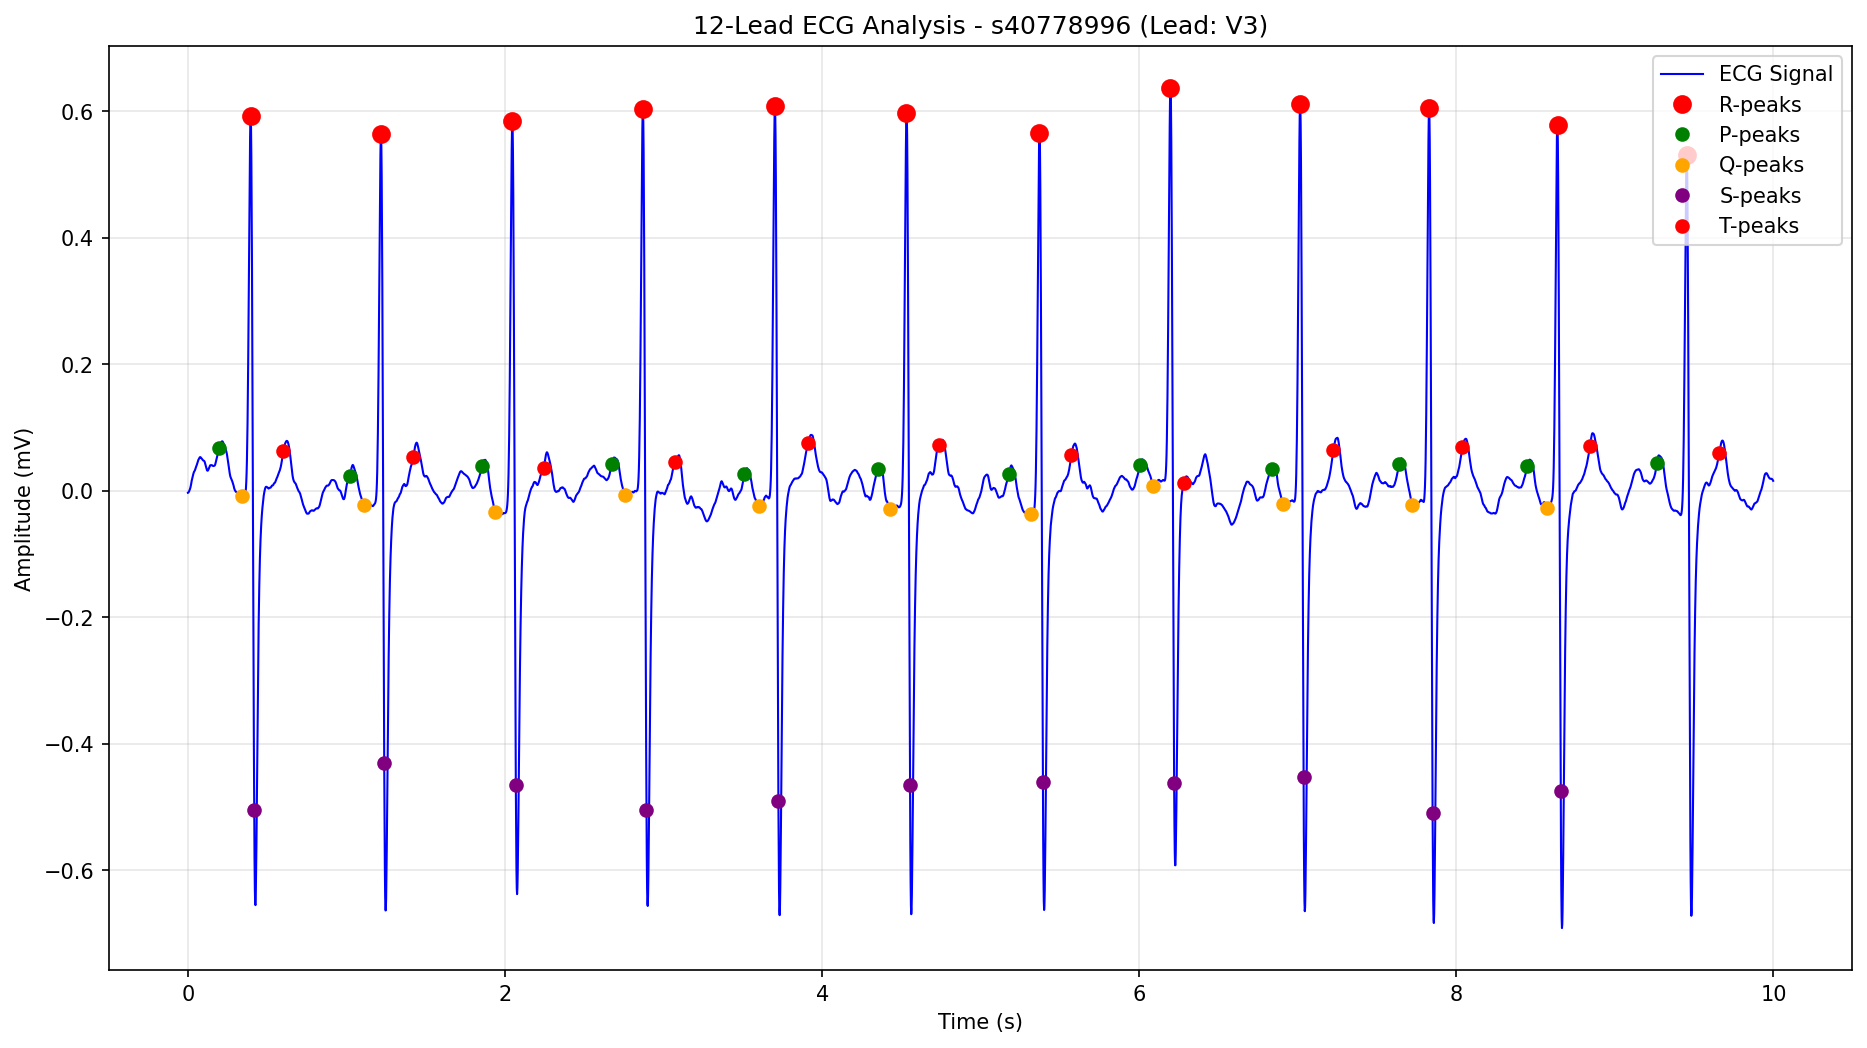 12-Lead ECG Analysis - s40778996 (Lead: V3)
ECG Signal
R-peaks
P-peaks
Q-peaks
S-peaks
T-peaks
Amplitude (mV)
0.6
0.4
0.2
0.0
−0.2
−0.4
−0.6
0 2 4 6 8 10
Time (s)